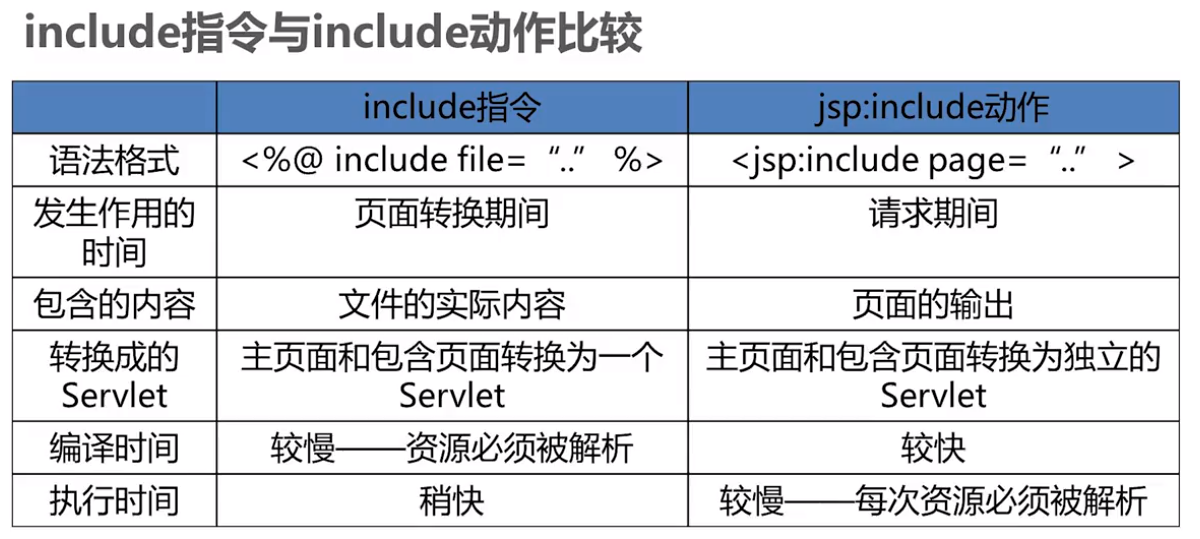 include指令与include动作比较
include指令 jsp:include动作
语法格式 <%@ include file= “..” %> <jsp:include page= “..” >
发生作用的
时间 页面转换期间 请求期间
包含的内容 文件的实际内容 页面的输出
转换成的
Servlet 主页面和包含页面转换为一个
Servlet 主页面和包含页面转换为独立的
Servlet
编译时间 较慢——资源必须被解析 较快
执行时间 稍快 较慢——每次资源必须被解析